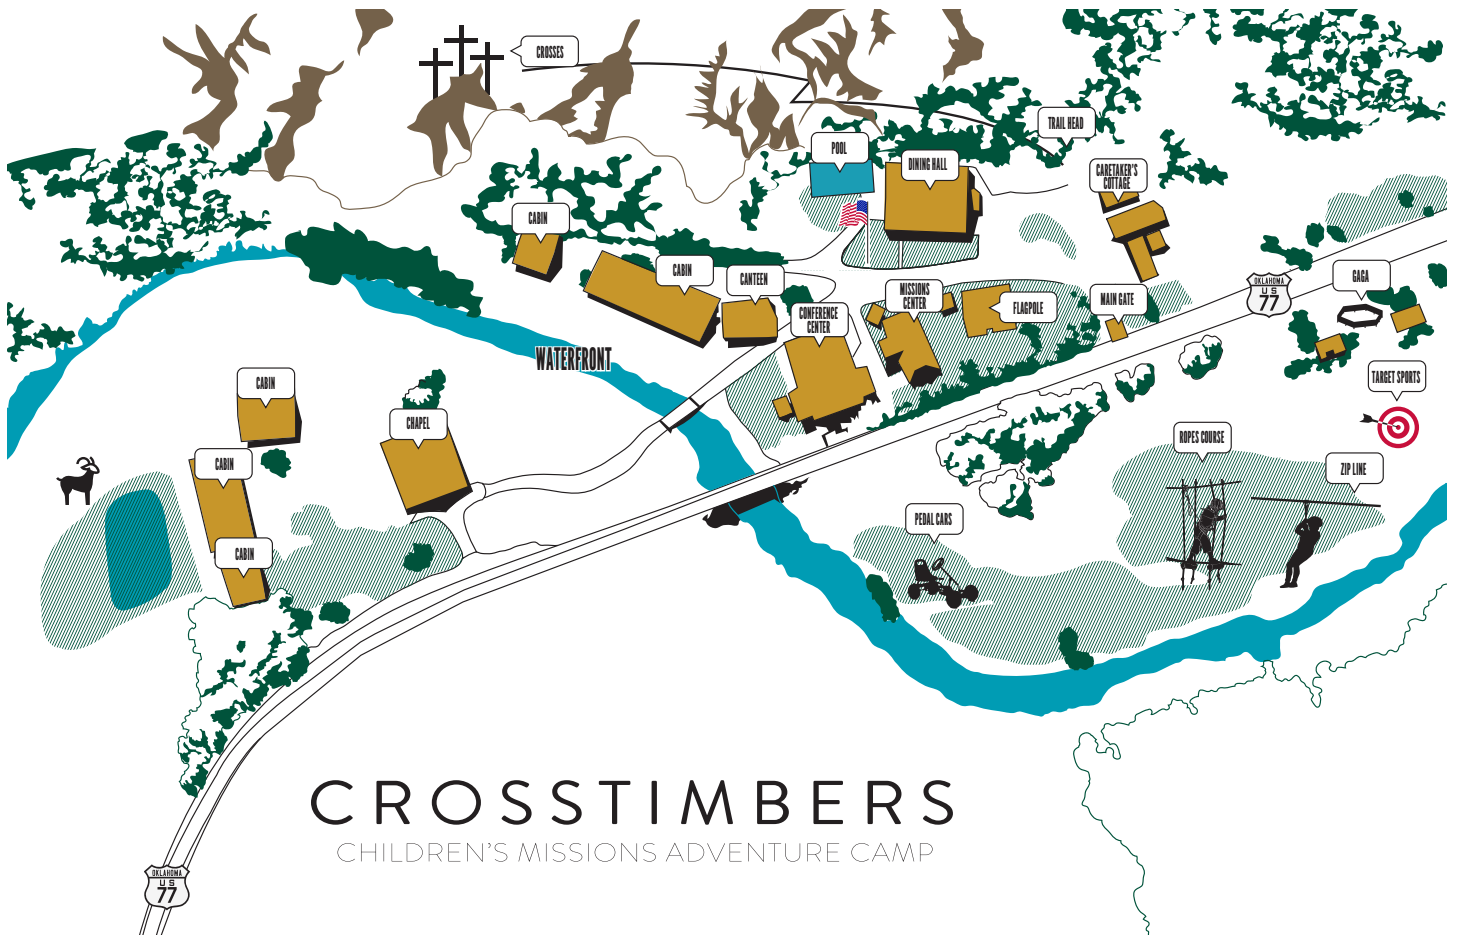 CROSSES
TRAIL HEAD
POOL
DINING HALL
CARETAKER'S
COTTAGE
CABIN
CABIN
CANTEEN
MISSIONS
CENTER
FLAGPOLE
MAIN GATE
OKLAHOMA
US
77
GAGA
CONFERENCE
CENTER
WATERFRONT
TARGET SPORTS
CABIN
CHAPEL
CABIN
ROPES COURSE
ZIP LINE
PEDAL CARS
CABIN
CROSSTIMBERS
CHILDREN'S MISSIONS ADVENTURE CAMP
OKLAHOMA
US
77